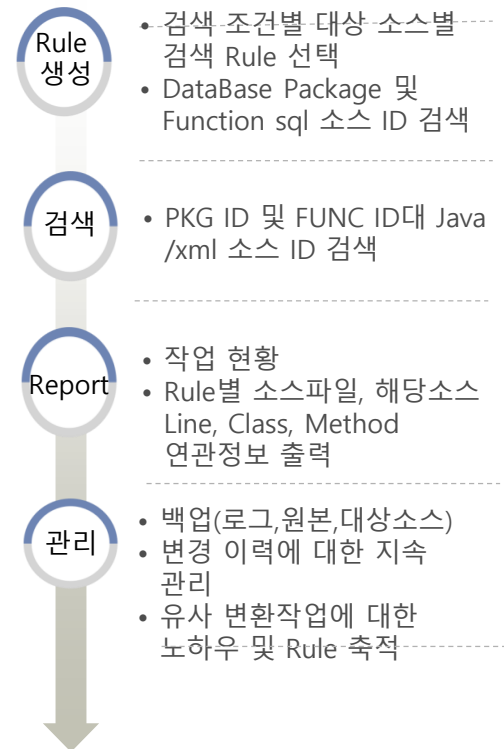 Rule
생성
• 검색 조건별 대상 소스별
검색 Rule 선택
• DataBase Package 및
Function sql 소스 ID 검색
검색
• PKG ID 및 FUNC ID대 Java
/xml 소스 ID 검색
Report
• 작업 현황
• Rule별 소스파일, 해당소스
Line, Class, Method
연관정보 출력
관리
• 백업(로그,원본,대상소스)
• 변경 이력에 대한 지속
관리
• 유사 변환작업에 대한
노하우 및 Rule 축적